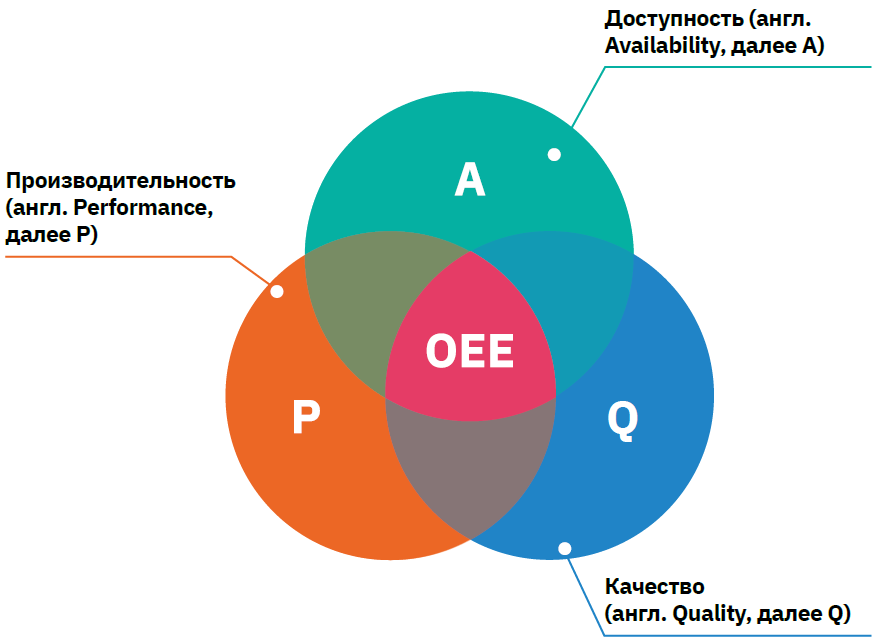 Доступность (англ.
Availability, далее A)
Производительность
(англ. Performance,
далее P)
A
OEE
P
Q
Качество
(англ. Quality, далее Q)